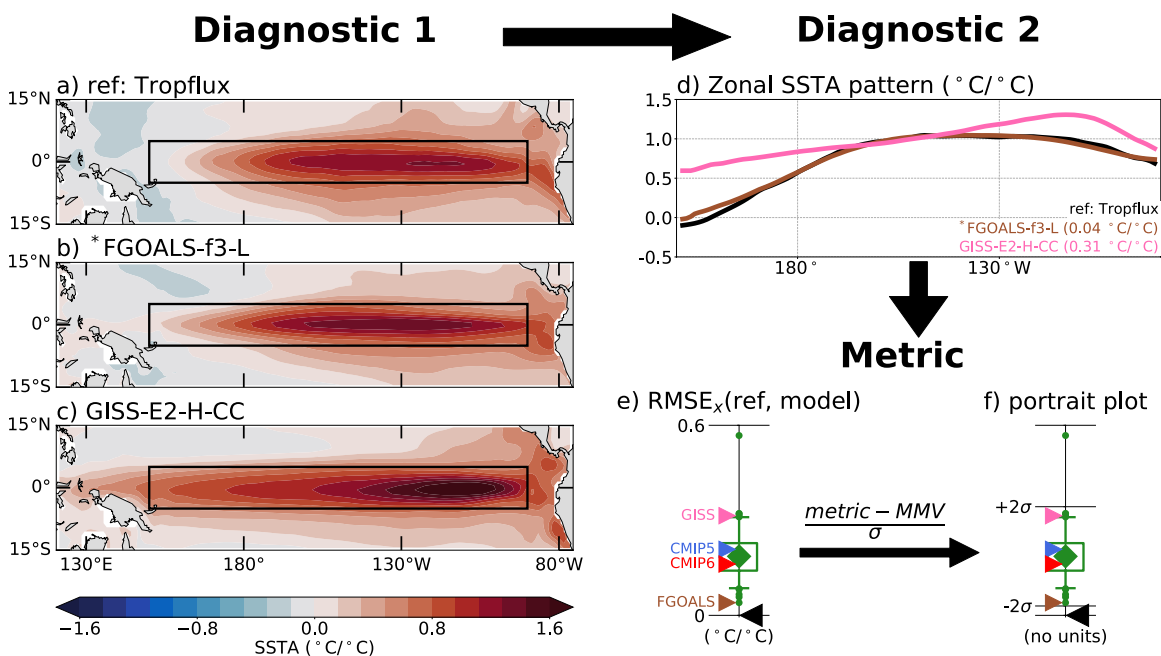 Diagnostic 1
Diagnostic 2
a) ref: Tropflux
15°N
0°
15°S
b) *FGOALS-f3-L
15°N
0°
15°S
c) GISS-E2-H-CC
15°N
0°
15°S
130°E
180°
130°W
80°W
−1.6
−0.8
0.0
0.8
1.6
SSTA (°C/°C)
d) Zonal SSTA pattern (°C/°C)
1.5
1.0
0.5
0.0
-0.5
ref: Tropflux
*FGOALS-f3-L (0.04 °C/°C)
GISS-E2-H-CC (0.31 °C/°C)
180°
130°W
Metric
e) RMSEₓ(ref, model)
0.6
GISS
CMIP5
CMIP6
FGOALS
0
(°C/°C)
metric − MMV
σ
f) portrait plot
+2σ
-2σ
(no units)